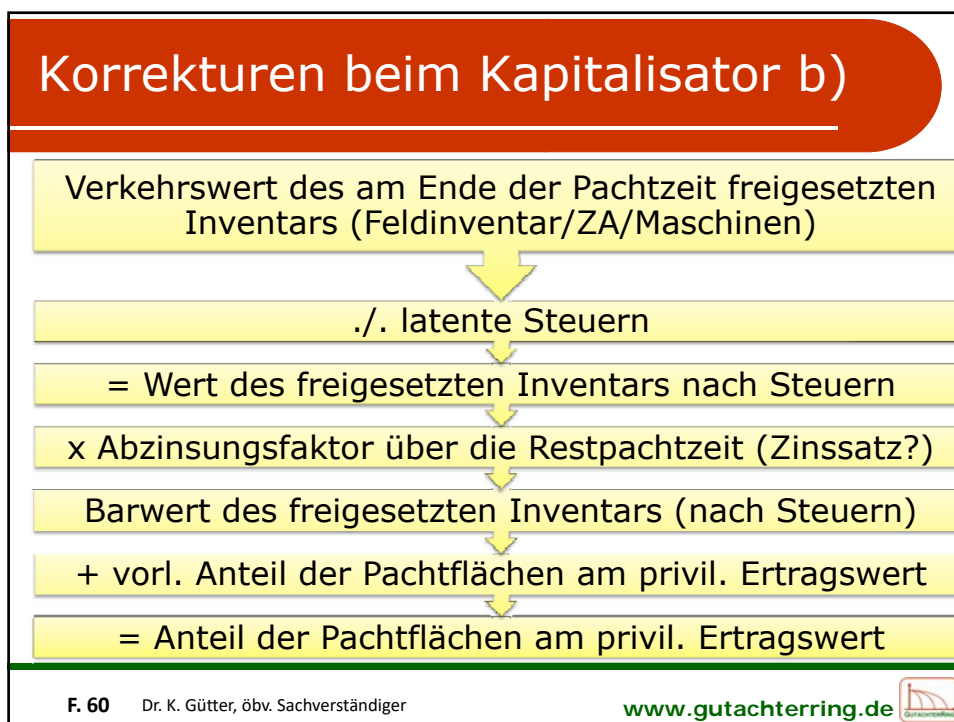 Korrekturen beim Kapitalisator b)
Verkehrswert des am Ende der Pachtzeit freigesetzten
Inventars (Feldinventar/ZA/Maschinen)
./. latente Steuern
= Wert des freigesetzten Inventars nach Steuern
x Abzinsungsfaktor über die Restpachtzeit (Zinssatz?)
Barwert des freigesetzten Inventars (nach Steuern)
+ vorl. Anteil der Pachtflächen am privil. Ertragswert
= Anteil der Pachtflächen am privil. Ertragswert
F. 60 Dr. K. Gütter, öbv. Sachverständiger
www.gutachterring.de
GUTACHTERRING